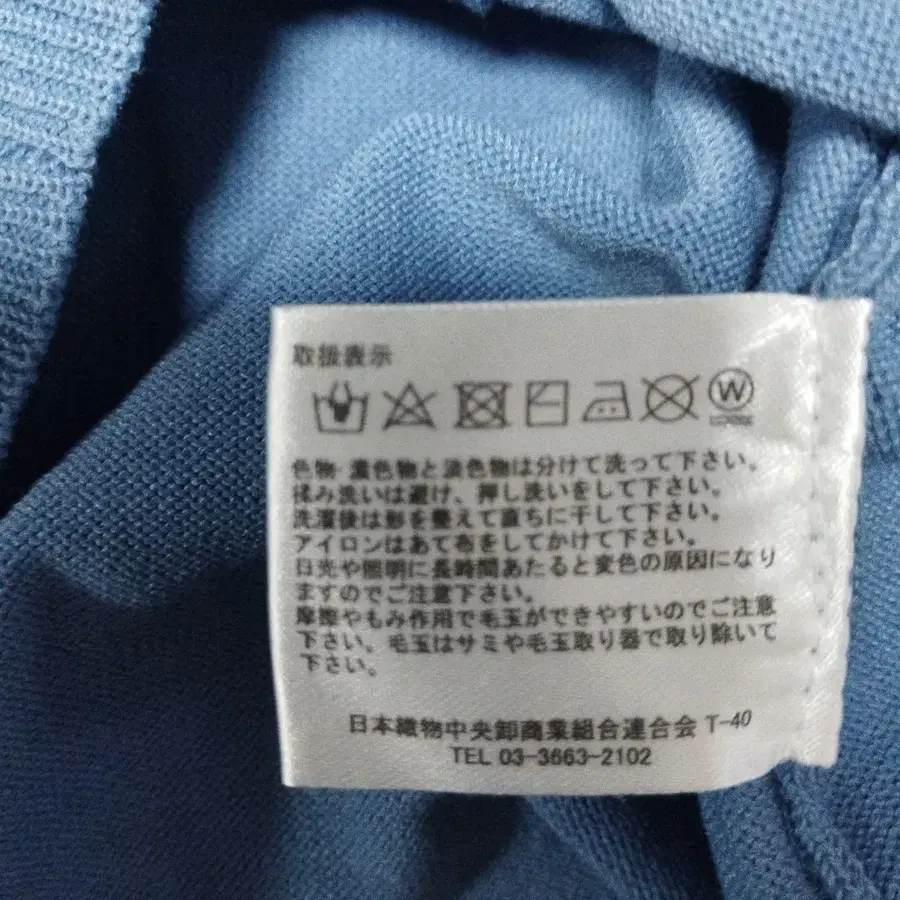 取扱表示
W
色物・濃色物と淡色物は分けて洗って下さい。
揉み洗いは避け、押し洗いをして下さい。
洗濯後は形を整えて直ちに干して下さい。
アイロンはあて布をしてかけて下さい。
日光や照明に長時間あたると変色の原因になり
ますのでご注意下さい。
摩擦やもみ作用で毛玉ができやすいのでご注意
下さい。毛玉はサミや毛玉取り器で取り除いて
下さい。
日本織物中央卸商業組合連合会 T-40
TEL 03-3663-2102